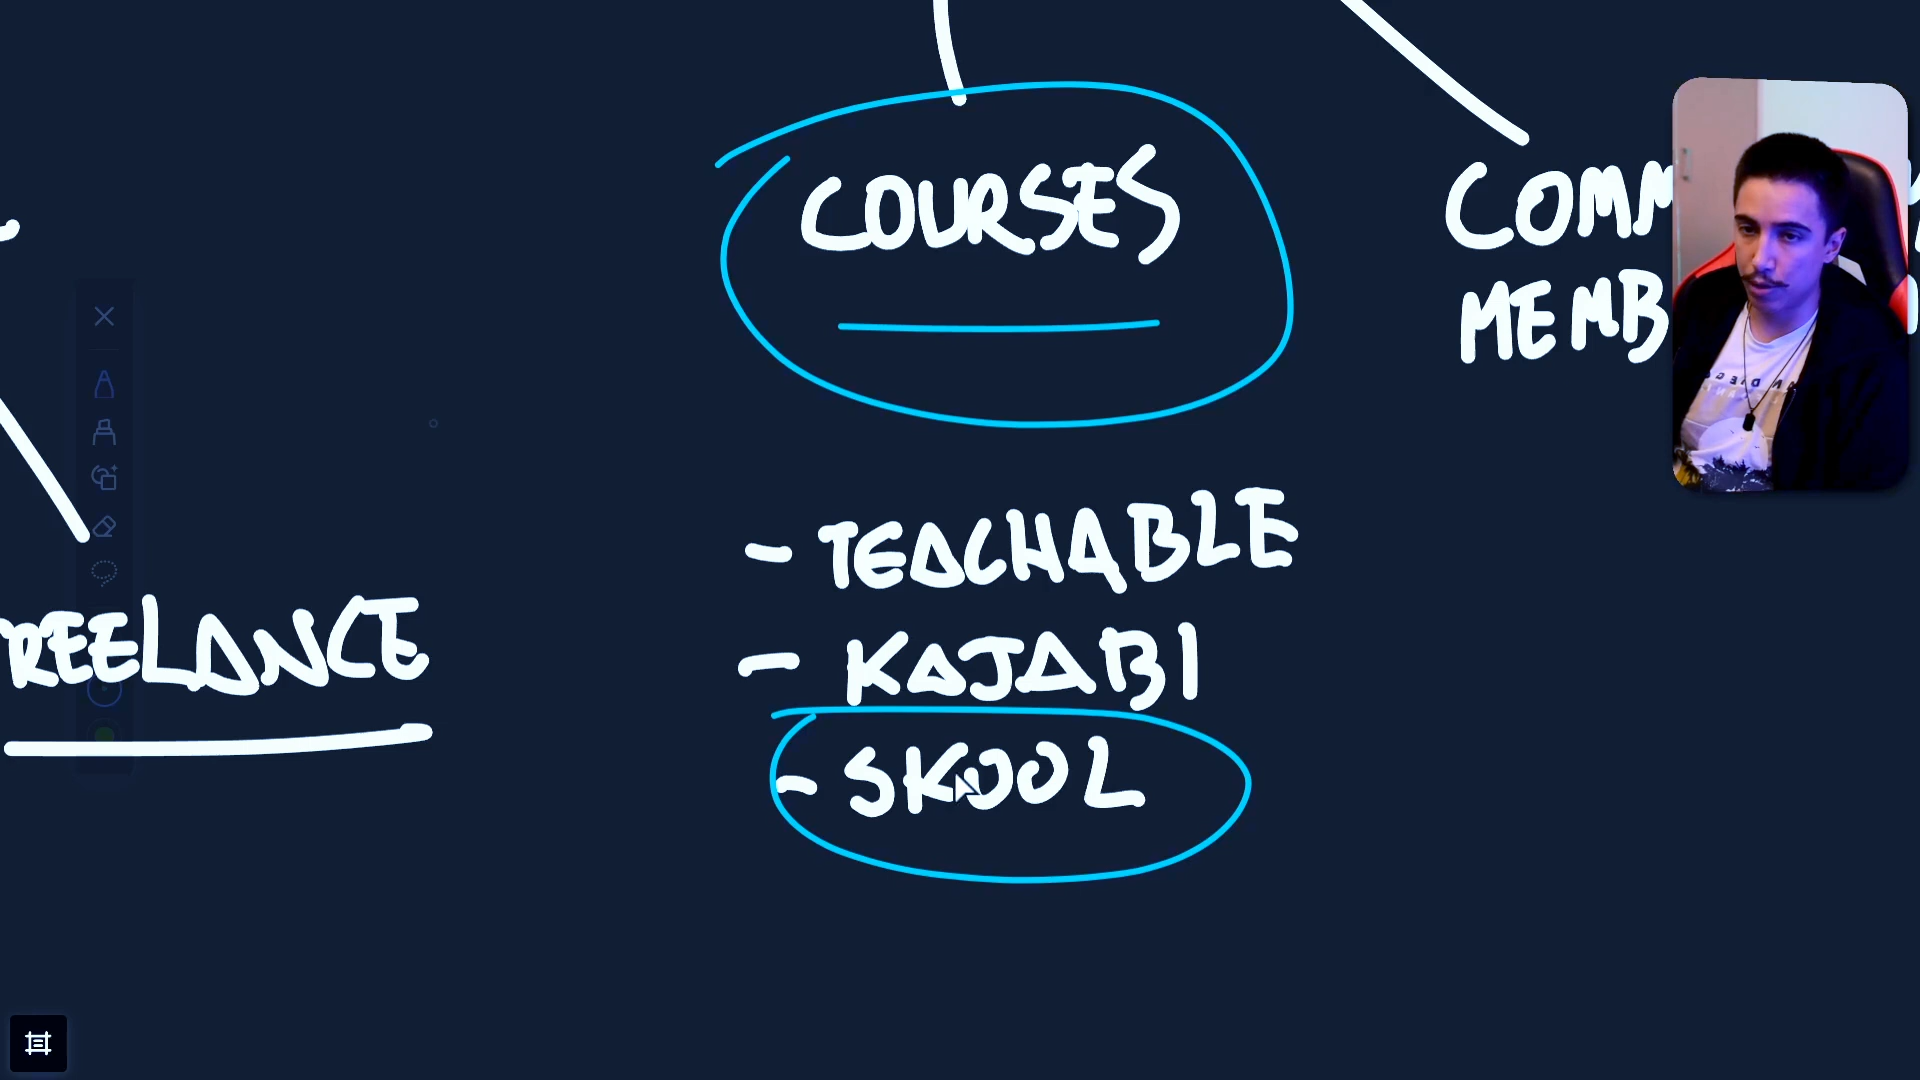 COURSES
COMM
MEMB
- TEACHABLE
- KAJABI
- SKOOL
REELANCE